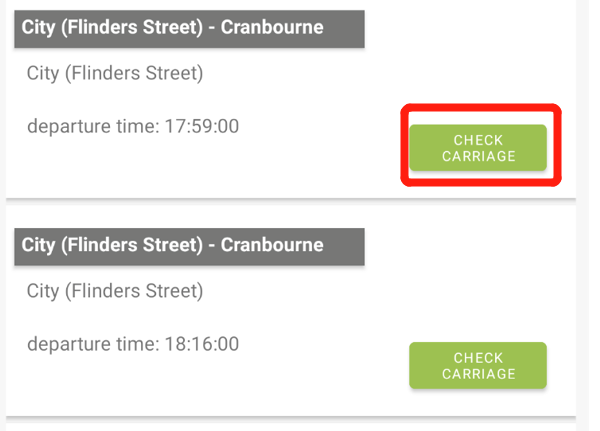 City (Flinders Street) - Cranbourne
City (Flinders Street)
departure time: 17:59:00
CHECK
CARRIAGE
City (Flinders Street) - Cranbourne
City (Flinders Street)
departure time: 18:16:00
CHECK
CARRIAGE